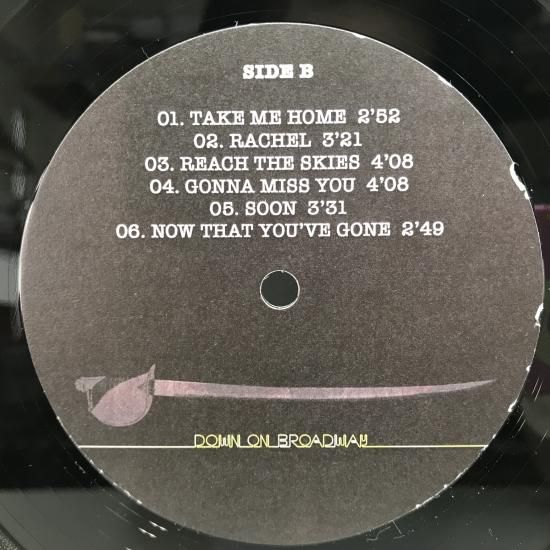 SIDE B
01. TAKE ME HOME 2'52
02. RACHEL 3'21
03. REACH THE SKIES 4'08
04. GONNA MISS YOU 4'08
05. SOON 3'31
06. NOW THAT YOU'VE GONE 2'49
DOWN ON BROADWAY